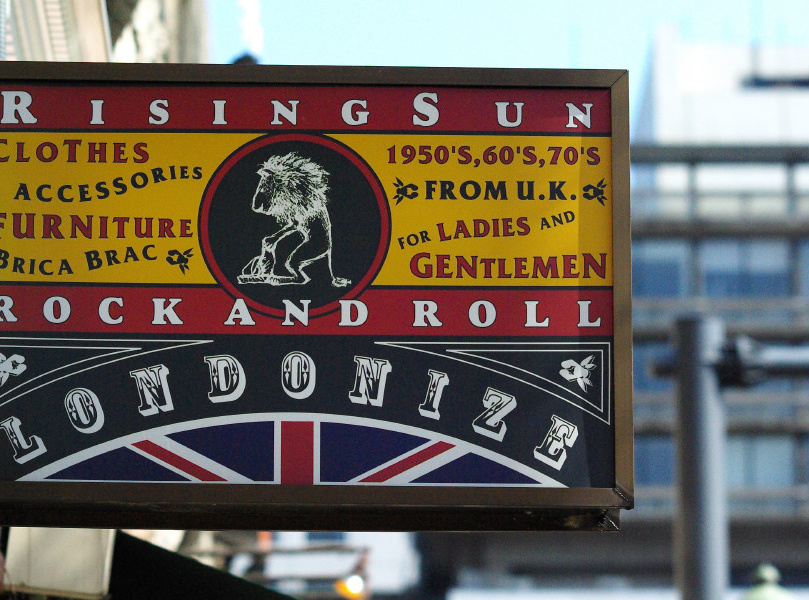 RISING SUN
CLOTHES
ACCESSORIES
FURNITURE
BRICA BRAC
1950'S,60'S,70'S
FROM U.K.
FOR LADIES AND
GENTLEMEN
ROCK AND ROLL
LONDONIZE